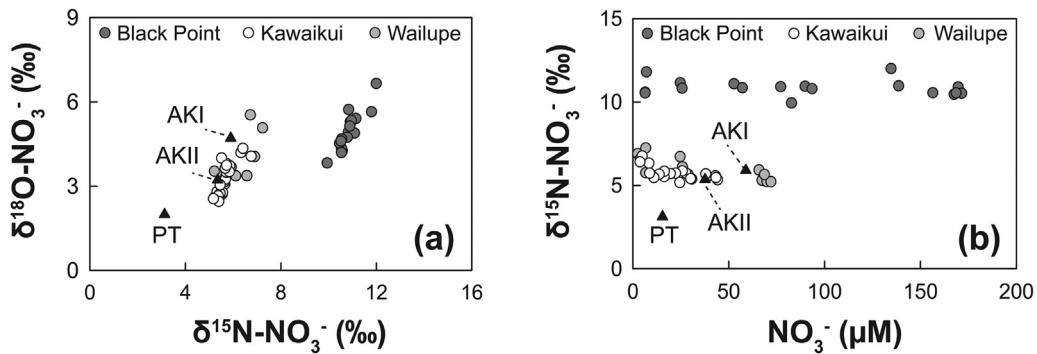 9
6
3
0
0
4
8
12
16
Black Point
Kawaikui
Wailupe
AKI
AKII
PT
(a)
δ¹⁸O-NO₃⁻ (‰)
δ¹⁵N-NO₃⁻ (‰)
15
10
5
0
0
50
100
150
200
Black Point
Kawaikui
Wailupe
AKI
AKII
PT
(b)
δ¹⁵N-NO₃⁻ (‰)
NO₃⁻ (µM)